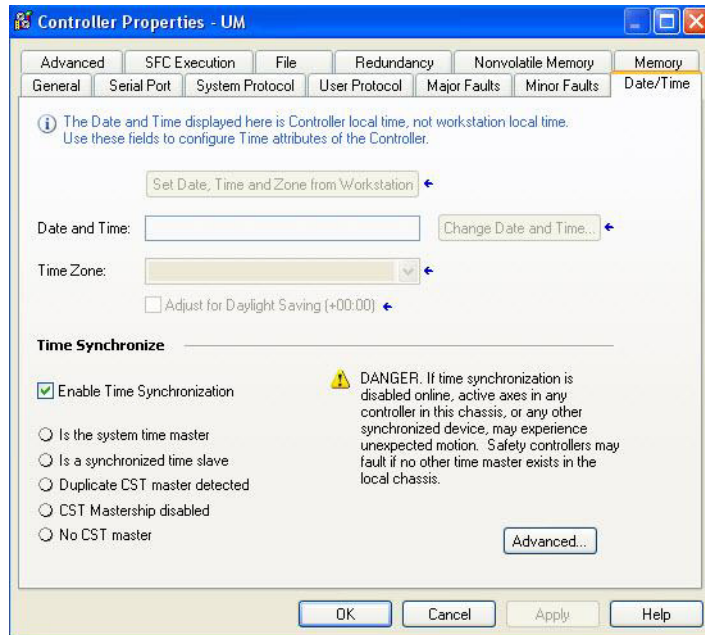 Controller Properties - UM
Advanced SFC Execution File Redundancy Nonvolatile Memory Memory
General Serial Port System Protocol User Protocol Major Faults Minor Faults Date/Time
The Date and Time displayed here is Controller local time, not workstation local time.
Use these fields to configure Time attributes of the Controller.
Set Date, Time and Zone from Workstation
Date and Time: Change Date and Time...
Time Zone:
Adjust for Daylight Saving (+00:00)
Time Synchronize
Enable Time Synchronization
Is the system time master
Is a synchronized time slave
Duplicate CST master detected
CST Mastership disabled
No CST master
DANGER. If time synchronization is
disabled online, active axes in any
controller in this chassis, or any other
synchronized device, may experience
unexpected motion. Safety controllers may
fault if no other time master exists in the
local chassis.
Advanced...
OK Cancel Apply Help